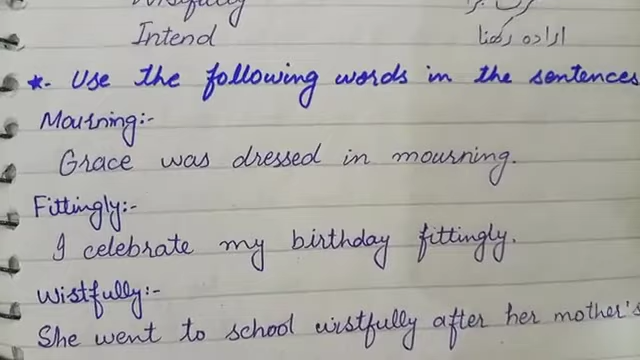 Intend ارادہ رکھنا
*- Use the following words in the sentences
Mourning:-
Grace was dressed in mourning.
Fittingly:-
I celebrate my birthday fittingly.
Wistfully:-
She went to school wistfully after her mother's